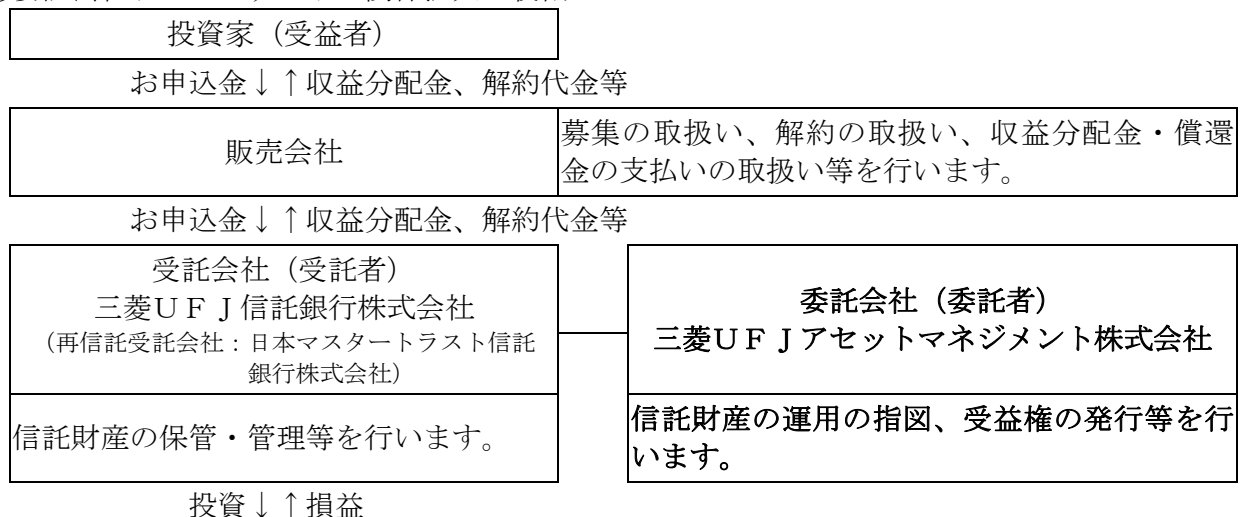 投資家（受益者）
お申込金↓↑収益分配金、解約代金等
販売会社
募集の取扱い、解約の取扱い、収益分配金・償還
金の支払いの取扱い等を行います。
お申込金↓↑収益分配金、解約代金等
受託会社（受託者）
三菱ＵＦＪ信託銀行株式会社
（再信託受託会社：日本マスタートラスト信託
銀行株式会社）
信託財産の保管・管理等を行います。
委託会社（委託者）
三菱ＵＦＪアセットマネジメント株式会社
信託財産の運用の指図、受益権の発行等を行
います。
投資↓↑損益